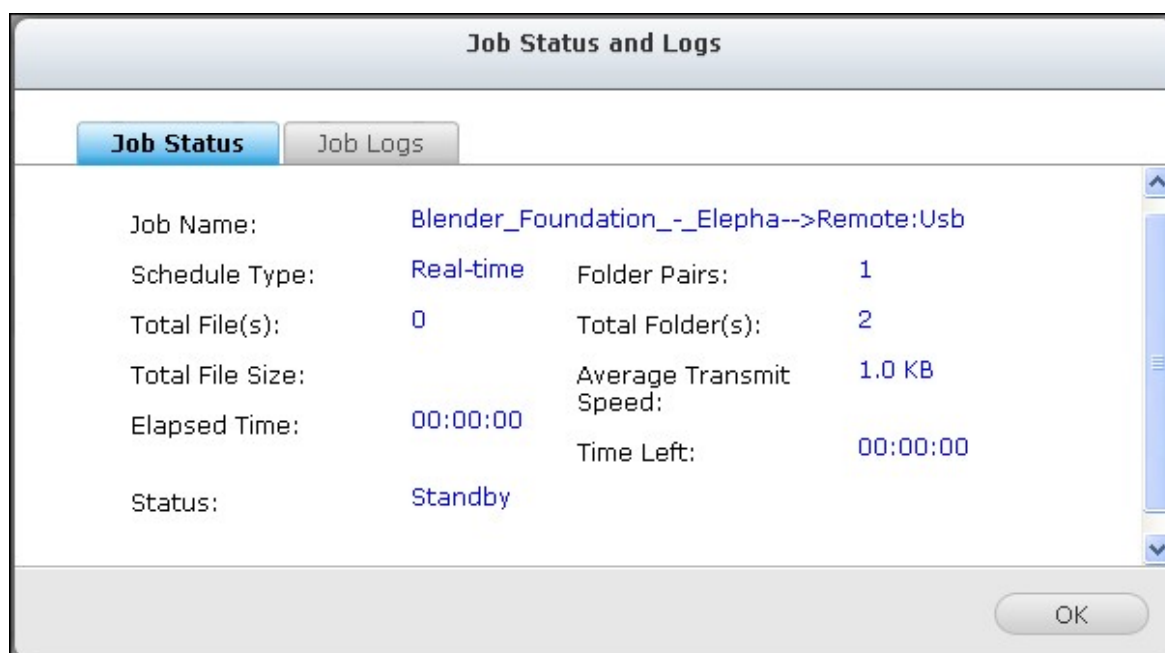 Job Status and Logs
Job Status
Job Logs
Job Name: Blender_Foundation_-_Elepha-->Remote:Usb
Schedule Type: Real-time Folder Pairs: 1
Total File(s): 0 Total Folder(s): 2
Total File Size: Average Transmit Speed: 1.0 KB
Elapsed Time: 00:00:00
Time Left: 00:00:00
Status: Standby
OK